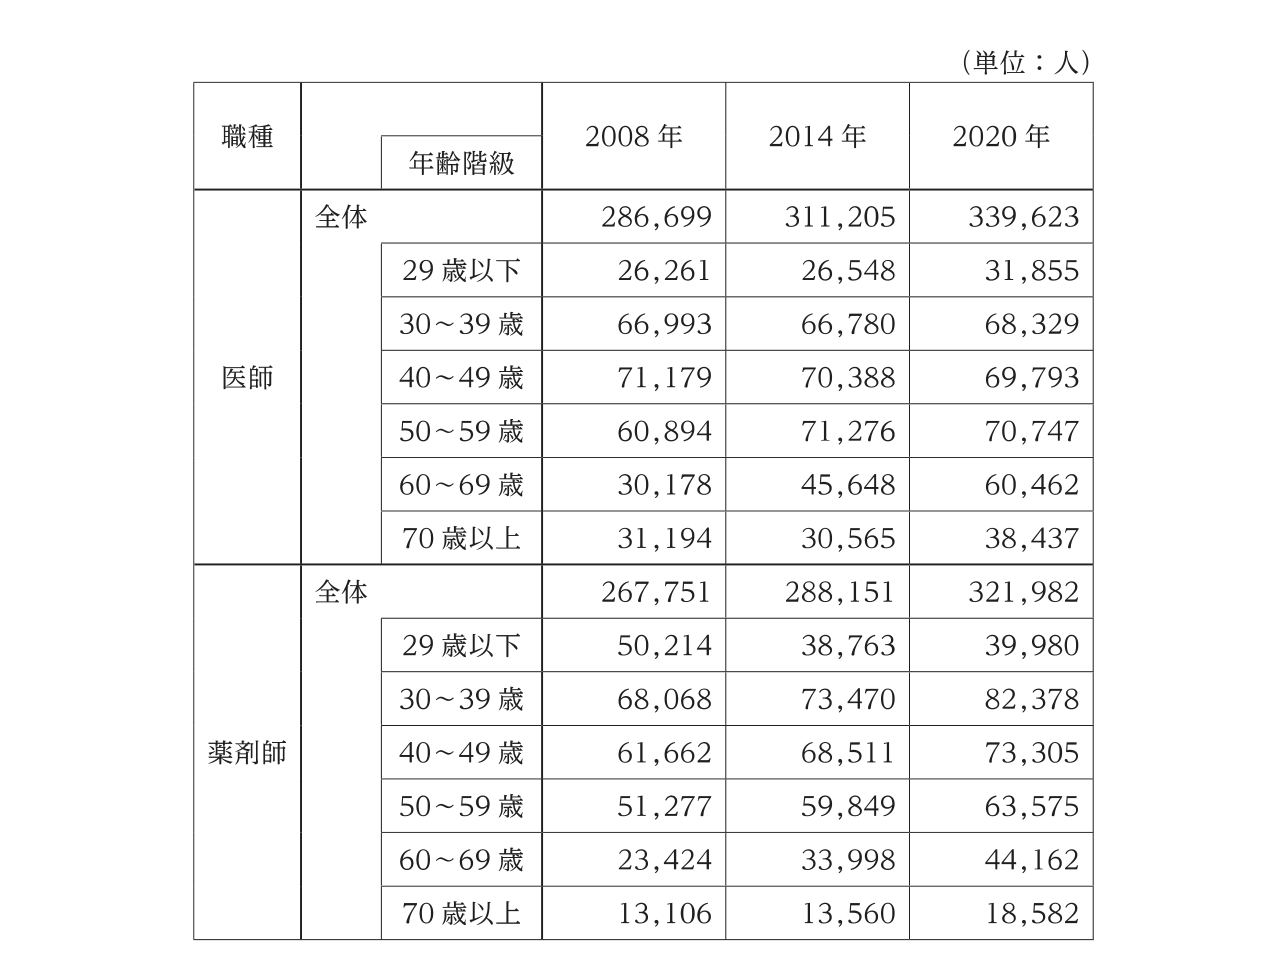 （単位：人）
職種 年齢階級 2008 年 2014 年 2020 年
医師 全体 286,699 311,205 339,623
29 歳以下 26,261 26,548 31,855
30～39 歳 66,993 66,780 68,329
40～49 歳 71,179 70,388 69,793
50～59 歳 60,894 71,276 70,747
60～69 歳 30,178 45,648 60,462
70 歳以上 31,194 30,565 38,437
薬剤師 全体 267,751 288,151 321,982
29 歳以下 50,214 38,763 39,980
30～39 歳 68,068 73,470 82,378
40～49 歳 61,662 68,511 73,305
50～59 歳 51,277 59,849 63,575
60～69 歳 23,424 33,998 44,162
70 歳以上 13,106 13,560 18,582